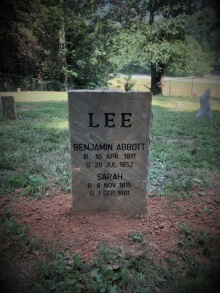 LEE
BENJAMIN ABBOTT
B 10 APR 1811
D 20 JUL 1852
SARAH
B 8 NOV 1815
D 1 SEP 1901